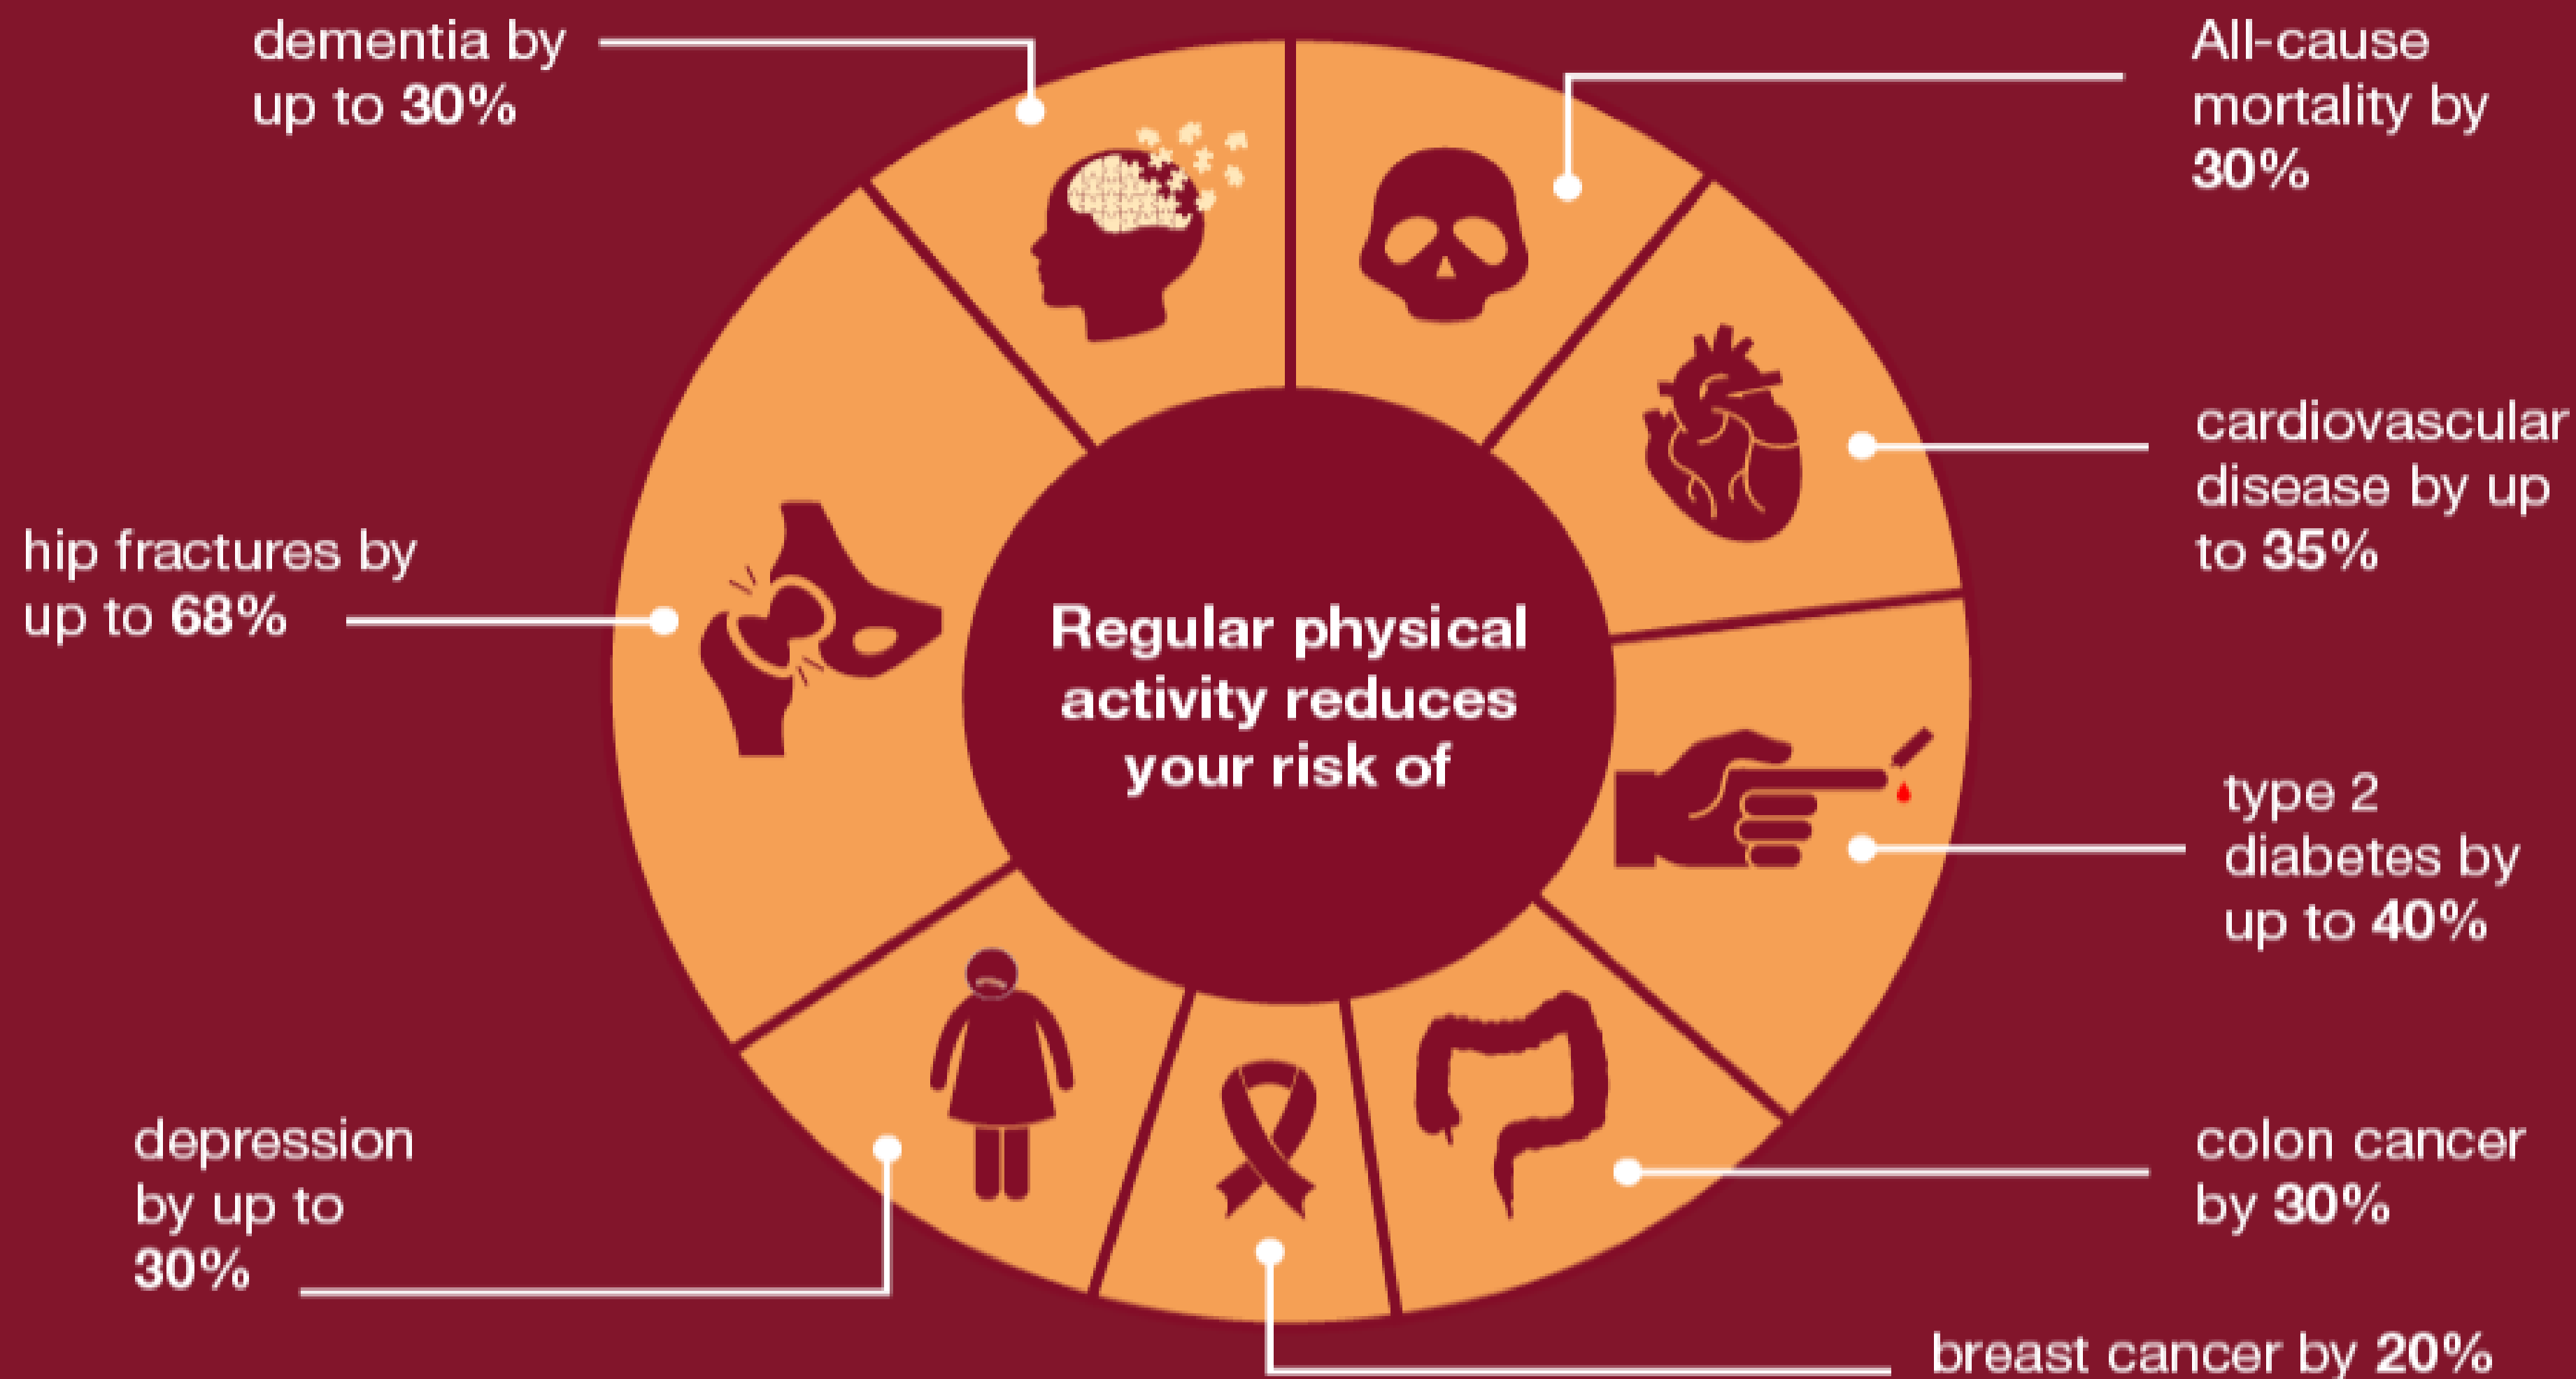 Regular physical
activity reduces
your risk of
All-cause
mortality by
30%
cardiovascular
disease by up
to 35%
type 2
diabetes by
up to 40%
colon cancer
by 30%
breast cancer by 20%
depression
by up to
30%
hip fractures by
up to 68%
dementia by
up to 30%